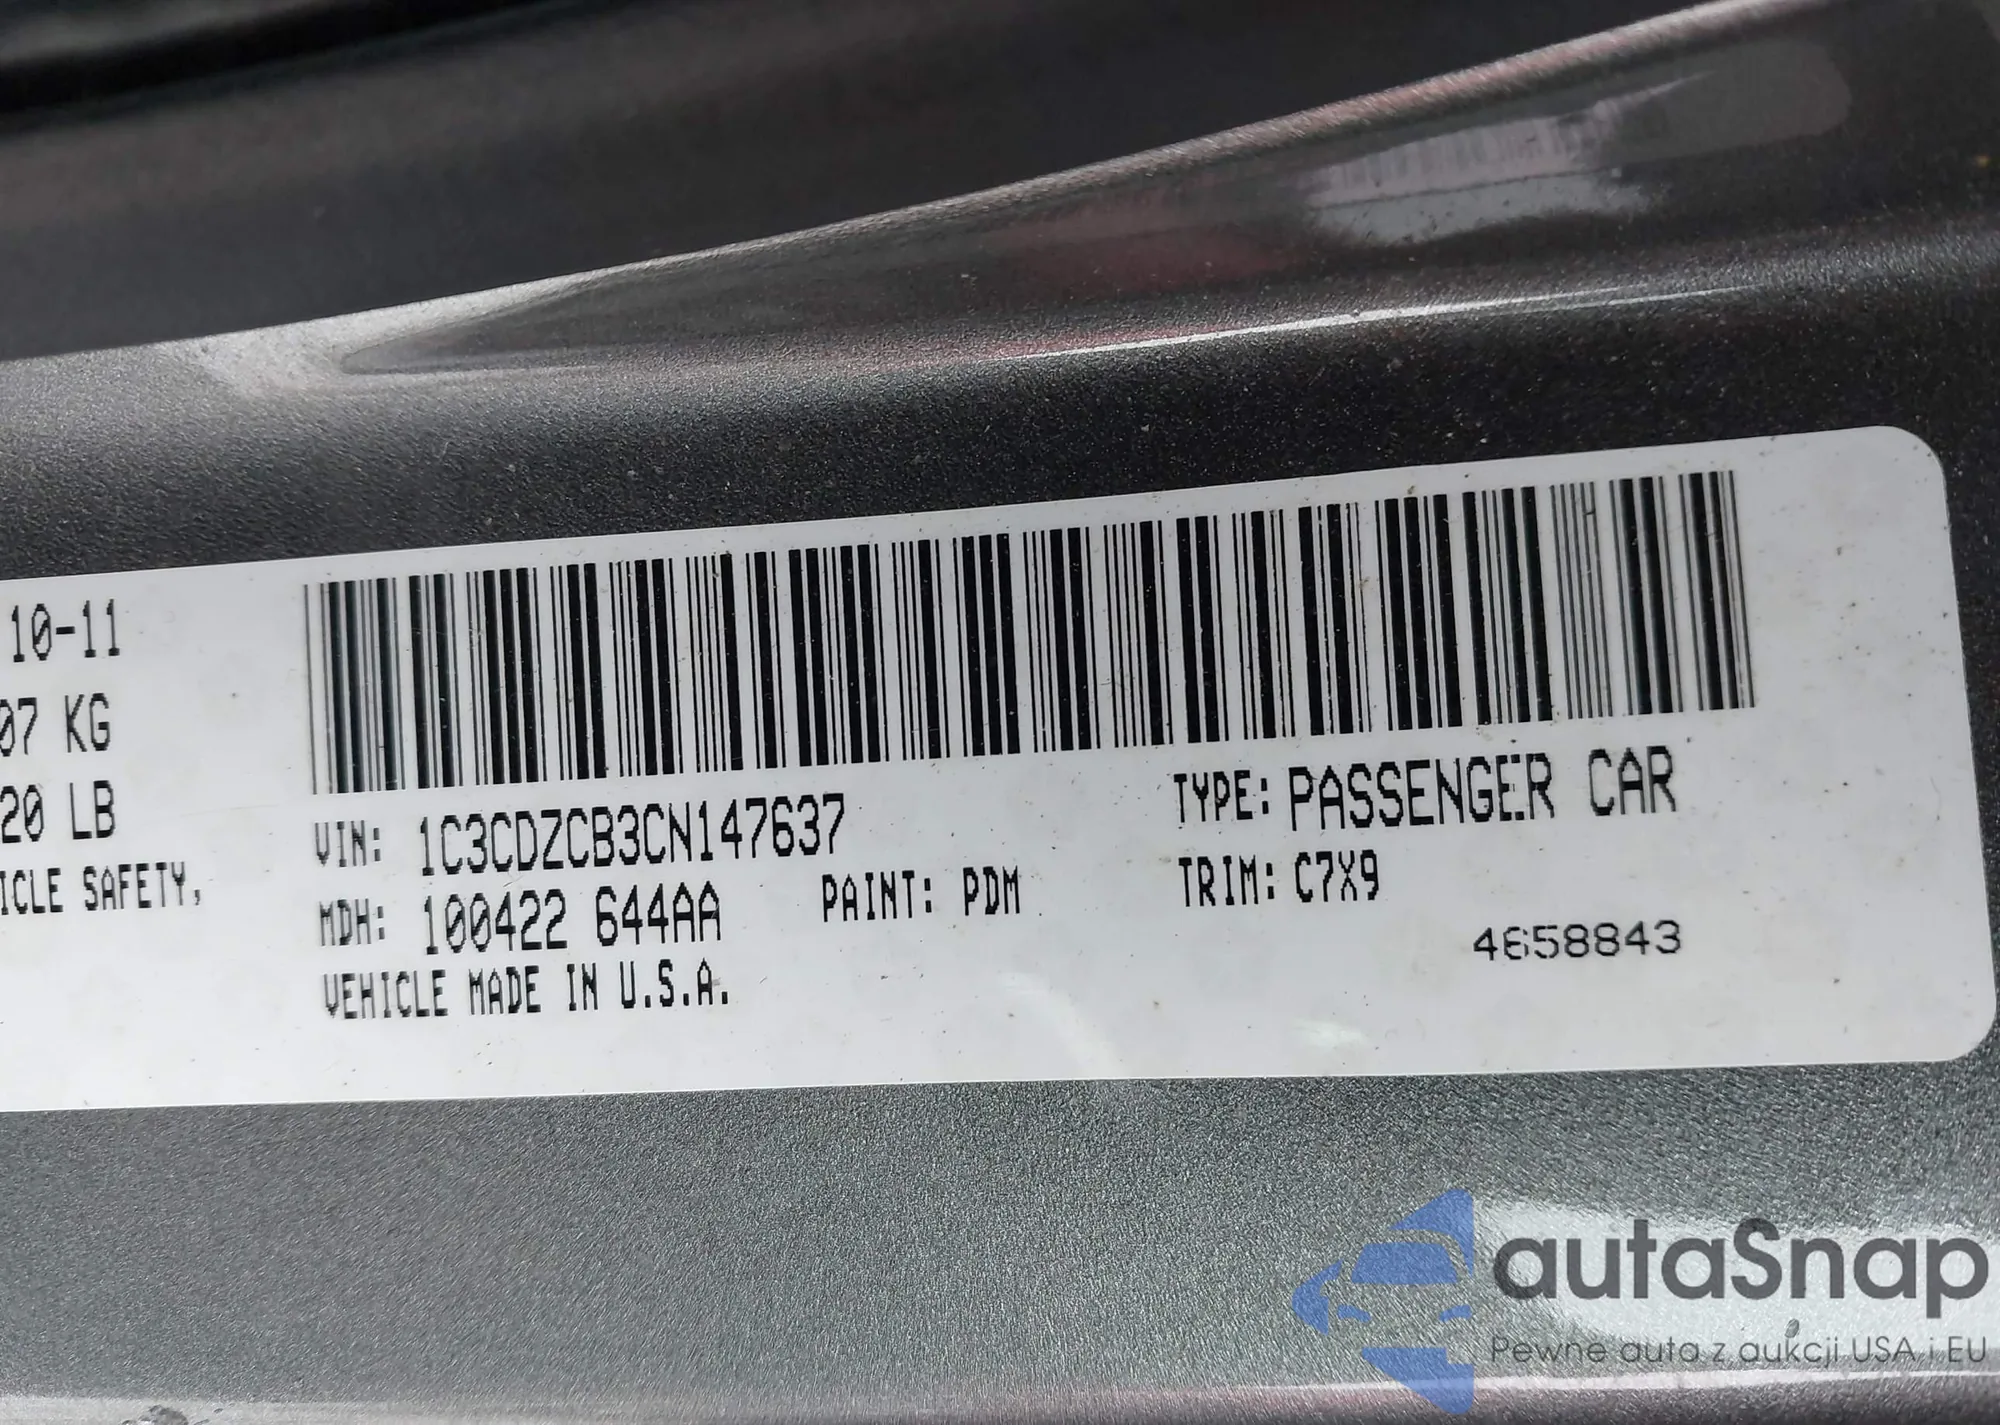 10-11
07 KG
20 LB
ICLE SAFETY,
VIN: 1C3CDZCB3CN147637
TYPE: PASSENGER CAR
MDH: 100422 644AA
PAINT: PDM
TRIM: C7X9
VEHICLE MADE IN U.S.A.
4658843
autaSnap
Pewne auta z aukcji USA i EU